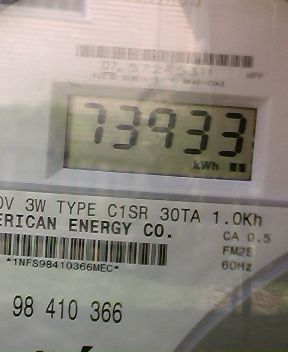 73933
kWh
0V 3W TYPE C1SR 30TA 1.0Kh
ERICAN ENERGY CO.
CA 0.5
FM2S
60Hz
*1NFS98410366MEC*
98 410 366